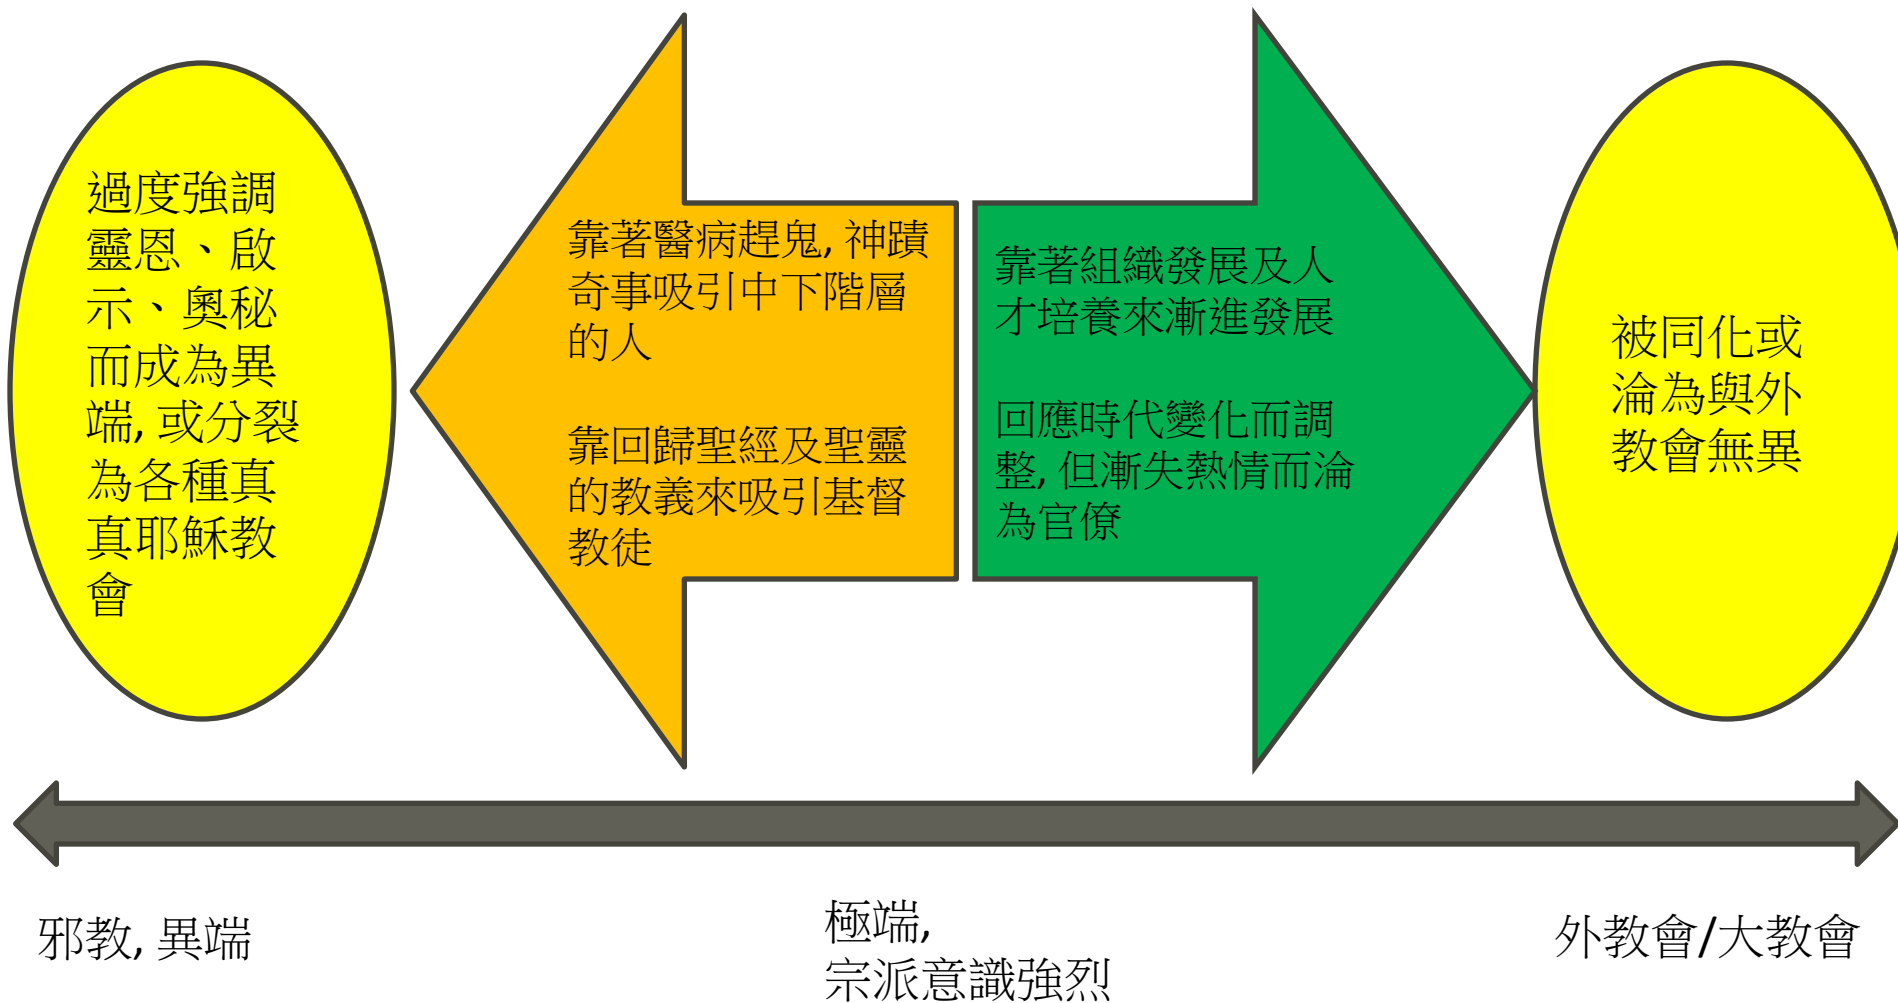 過度強調
靈恩、啟
示、奧秘
而成為異
端, 或分裂
為各種真
真耶穌教
會
靠著醫病趕鬼, 神蹟
奇事吸引中下階層
的人
靠回歸聖經及聖靈
的教義來吸引基督
教徒
靠著組織發展及人
才培養來漸進發展
回應時代變化而調
整, 但漸失熱情而淪
為官僚
被同化或
淪為與外
教會無異
邪教, 異端
極端,
宗派意識強烈
外教會/大教會